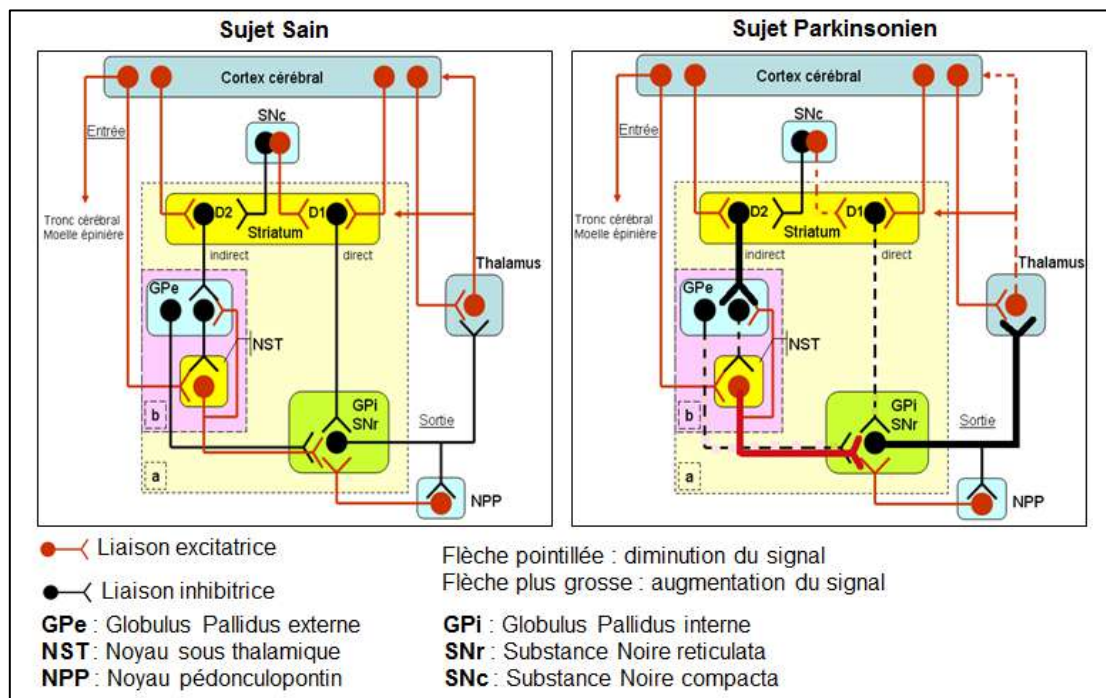 Sujet Sain
Cortex cérébral
SNc
Entrée
D2
D1
Striatum
Tronc cérébral
Moelle épinière
indirect
direct
Thalamus
GPe
NST
b
GPi
SNr
Sortie
a
NPP
Sujet Parkinsonien
Cortex cérébral
SNc
Entrée
D2
D1
Striatum
Tronc cérébral
Moelle épinière
indirect
direct
Thalamus
GPe
NST
b
GPi
SNr
Sortie
a
NPP
Liaison excitatrice
Liaison inhibitrice
GPe : Globulus Pallidus externe
NST : Noyau sous thalamique
NPP : Noyau pédonculopontin
Flèche pointillée : diminution du signal
Flèche plus grosse : augmentation du signal
GPi : Globulus Pallidus interne
SNr : Substance Noire reticulata
SNc : Substance Noire compacta